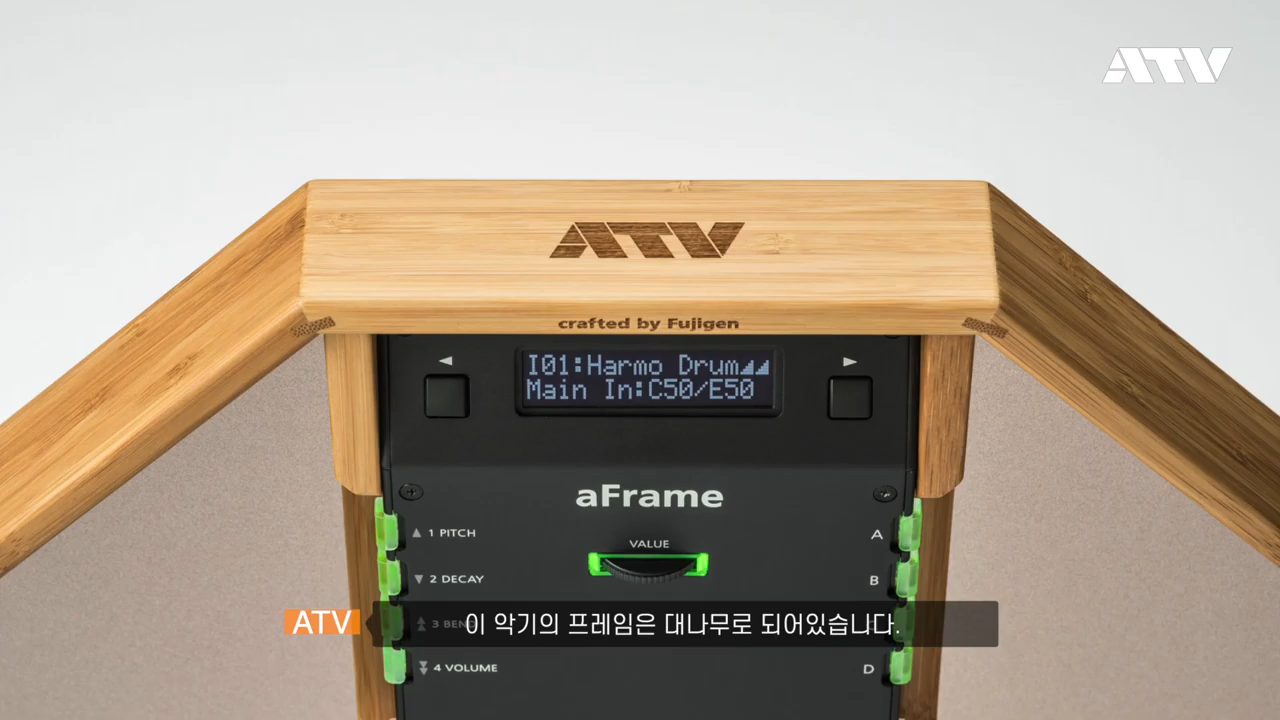 ATV
ATV
crafted by Fujigen
◀ ▶
I01:Harmo Drum
Main In:C50/E50
aFrame
▲ 1 PITCH
VALUE
A
▼ 2 DECAY
B
3 BEND
ATV
이 악기의 프레임은 대나무로 되어있습니다.
4 VOLUME
D